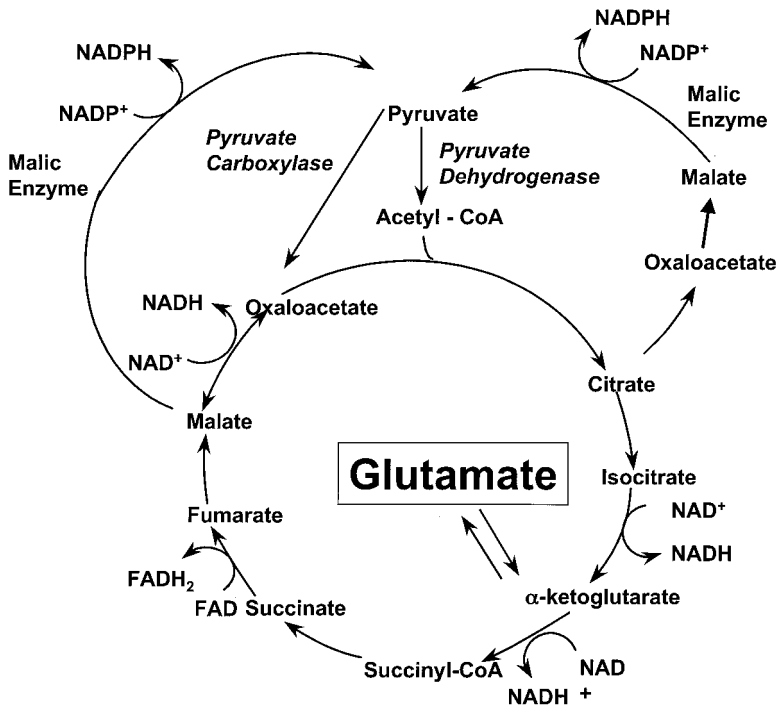 NADPH
NADP⁺
Malic
Enzyme
NADPH
NADP⁺
Malic
Enzyme
Pyruvate
Pyruvate
Carboxylase
Pyruvate
Dehydrogenase
Malate
Acetyl - CoA
Oxaloacetate
NADH
NAD⁺
Oxaloacetate
Citrate
Malate
Glutamate
Isocitrate
NAD⁺
NADH
Fumarate
FADH₂
FAD Succinate
α-ketoglutarate
Succinyl-CoA
NAD
NADH +